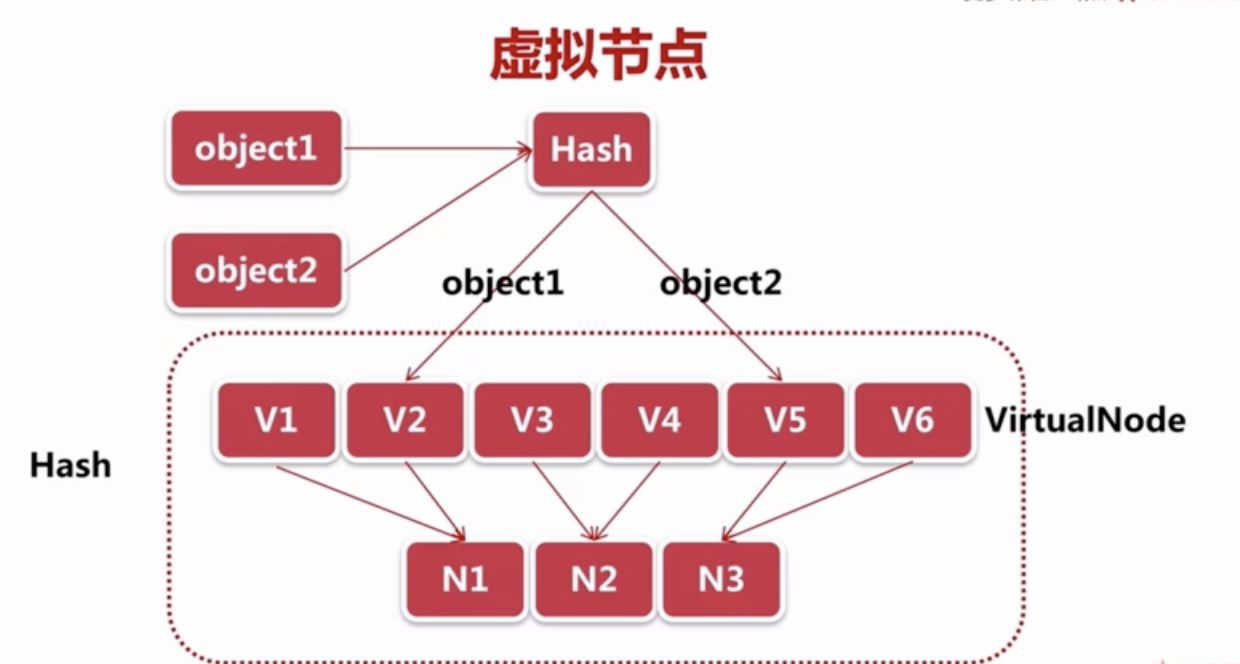 虚拟节点
object1
Hash
object2
object1
object2
V1
V2
V3
V4
V5
V6
VirtualNode
Hash
N1
N2
N3